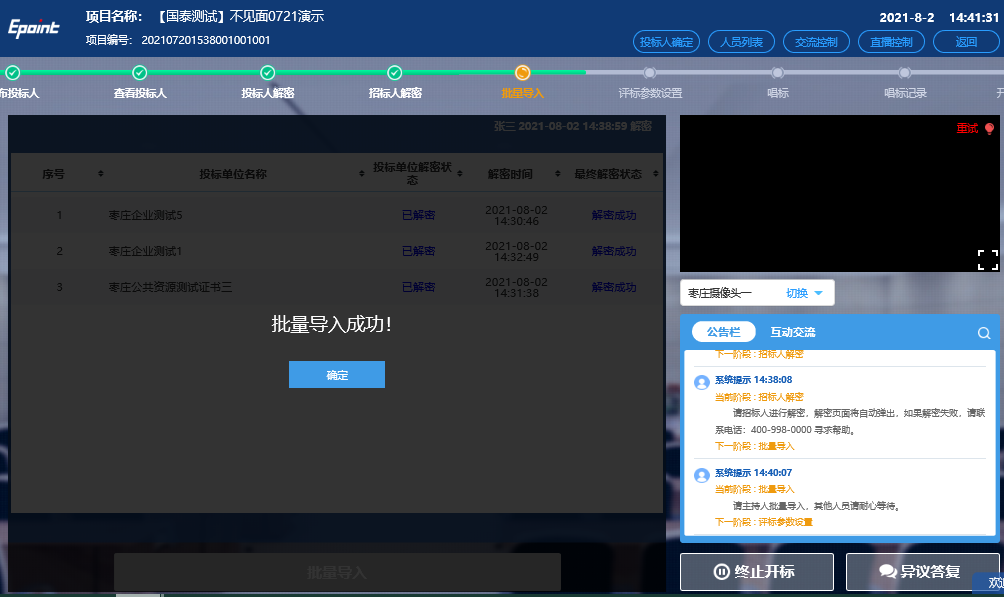 Epoint
项目名称： 【国泰测试】不见面0721演示
项目编号： 202107201538001001001
2021-8-2 14:41:31
投标人确定 人员列表 交流控制 直播控制 返回
布投标人 查看投标人 投标人解密 招标人解密 批量导入 评标参数设置 唱标 唱标记录 开
张三 2021-08-02 14:38:59 解密
序号 投标单位名称 投标单位解密状态 解密时间 最终解密状态
1 枣庄企业测试5 已解密 2021-08-02 14:30:46 解密成功
2 枣庄企业测试1 已解密 2021-08-02 14:32:49 解密成功
3 枣庄公共资源测试证书三 已解密 2021-08-02 14:31:38 解密成功
批量导入成功！
确定
批量导入
重试
枣庄摄像头一 切换
公告栏 互动交流
下一阶段：招标人解密
系统提示 14:38:08
当前阶段：招标人解密
请招标人进行解密，解密页面将自动弹出，如果解密失败，请联
系电话：400-998-0000 寻求帮助。
下一阶段：批量导入
系统提示 14:40:07
当前阶段：批量导入
请主持人批量导入，其他人员请耐心等待。
下一阶段：评标参数设置
终止开标 异议答复
欢迎